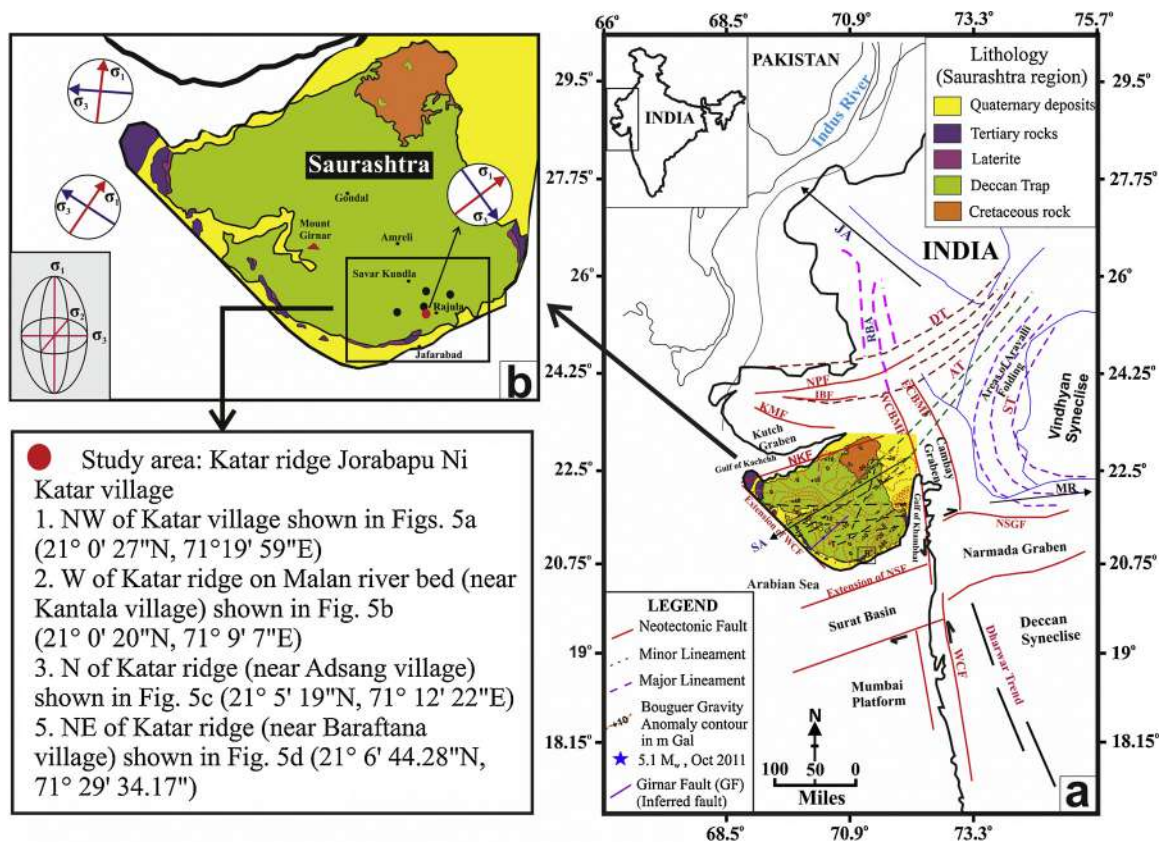 σ₁
σ₃
σ₃
σ₁
σ₁
σ₃
σ₁
σ₂
σ₃
Saurashtra
Gondal
Mount
Girnar
Amreli
Savar Kundla
Rajula
Jafarabad
b
Study area: Katar ridge Jorabapu Ni
Katar village
1. NW of Katar village shown in Figs. 5a
(21° 0' 27"N, 71°19' 59"E)
2. W of Katar ridge on Malan river bed (near
Kantala village) shown in Fig. 5b
(21° 0' 20"N, 71° 9' 7"E)
3. N of Katar ridge (near Adsang village)
shown in Fig. 5c (21° 5' 19"N, 71° 12' 22"E)
5. NE of Katar ridge (near Baraftana
village) shown in Fig. 5d (21° 6' 44.28"N,
71° 29' 34.17")
66° 68.5° 70.9° 73.3° 75.7°
29.5°
27.75°
26°
24.25°
22.5°
20.75°
19°
18.15°
29.5°
27.75°
26°
24.25°
22.5°
20.75°
19°
18.15°
68.5° 70.9° 73.3° 75.7°
INDIA
PAKISTAN
Indus River
Lithology
(Saurashtra region)
Quaternary deposits
Tertiary rocks
Laterite
Deccan Trap
Cretaceous rock
INDIA
JA
RBA
DT
AT
NPF
IBF
KMF
Kutch
Graben
Gulf of Kachchh
NKF
WCBMF
ECBMF
Cambay
Graben
Areas of Aravalli
Folding
ST
Vindhyan
Syneclise
MR
NSGF
Narmada Graben
Extension of WCF
SA
Gulf of Khambhat
Arabian Sea
Extension of NSF
Surat Basin
Deccan
Syneclise
Dharwar Trend
WCF
Mumbai
Platform
LEGEND
Neotectonic Fault
Minor Lineament
Major Lineament
+10
Bouguer Gravity
Anomaly contour
in m Gal
5.1 Mw , Oct 2011
Girnar Fault (GF)
(Inferred fault)
N
100 50 0
Miles
a